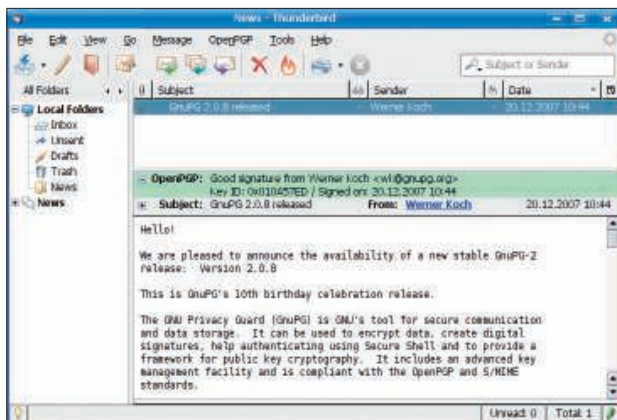 News - Thunderbird
File Edit View Go Message OpenPGP Tools Help
Subject or Sender
All Folders
Subject Sender Date
GnuPG 2.0.8 released Werner Koch 20.12.2007 10:44
Local Folders
Inbox
Unsent
Drafts
Trash
News
News
OpenPGP: Good signature from Werner Koch <wk@gnupg.org>
Key ID: 0x010457ED / Signed on: 20.12.2007 10:44
Subject: GnuPG 2.0.8 released From: Werner Koch 20.12.2007 10:44
Hello!
We are pleased to announce the availability of a new stable GnuPG-2
release: Version 2.0.8
This is GnuPG's 10th birthday celebration release.
The GNU Privacy Guard (GnuPG) is GNU's tool for secure communication
and data storage. It can be used to encrypt data, create digital
signatures, help authenticating using Secure Shell and to provide a
framework for public key cryptography. It includes an advanced key
management facility and is compliant with the OpenPGP and S/MIME
standards.
Unread: 0 Total: 1